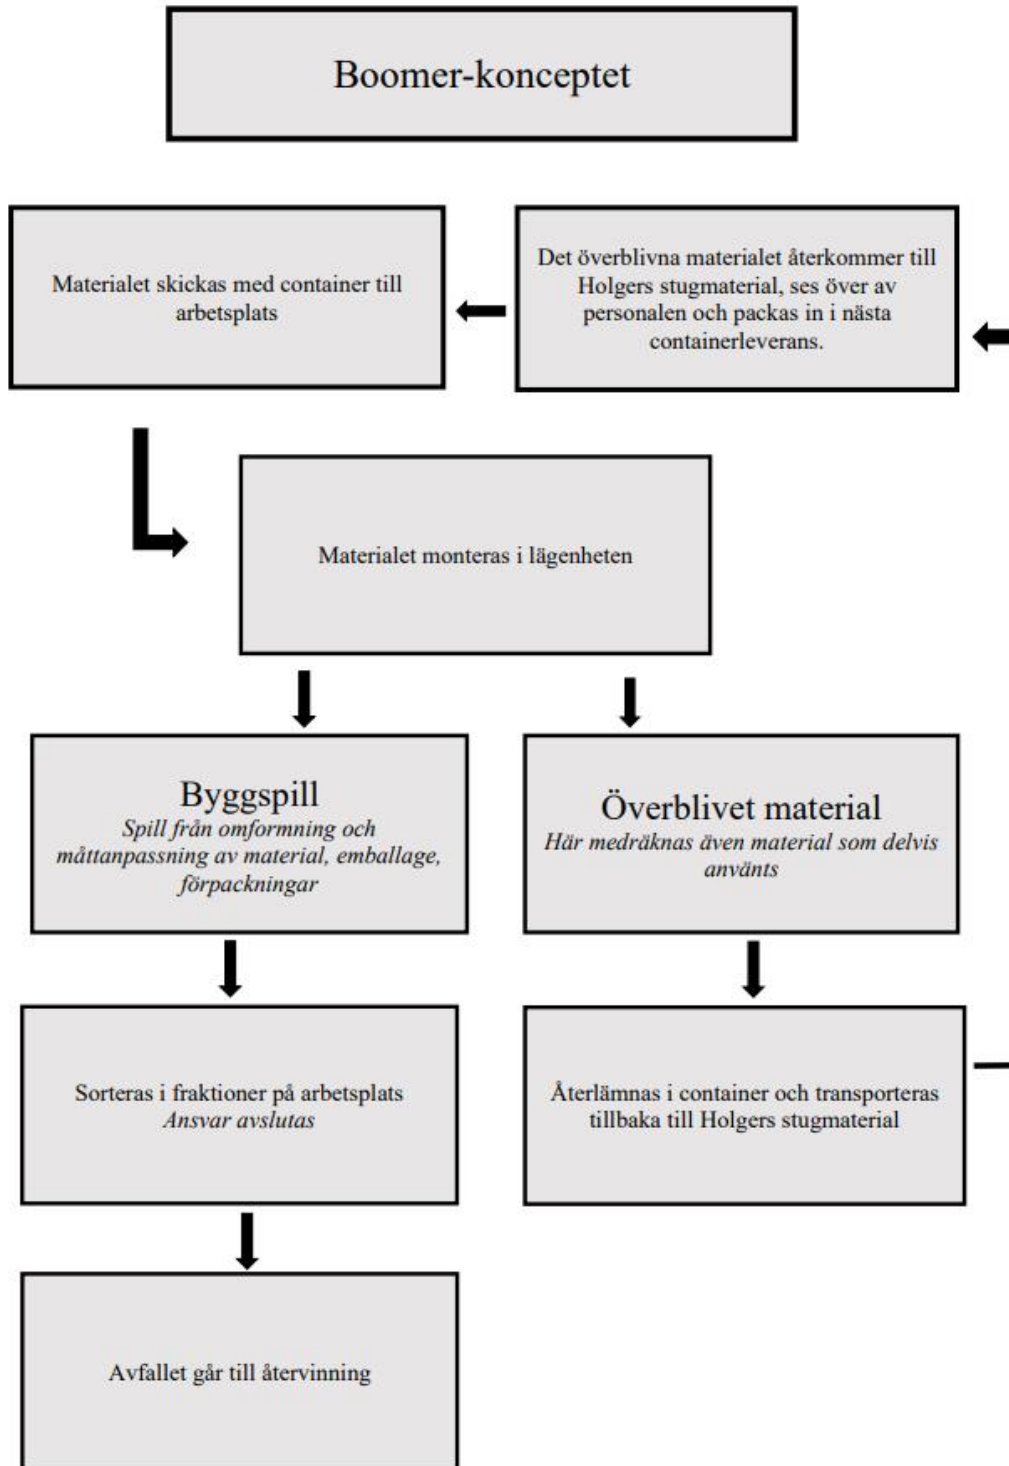 Boomer-konceptet
Materialet skickas med container till
arbetsplats
Det överblivna materialet återkommer till
Holgers stugmaterial, ses över av
personalen och packas in i nästa
containerleverans.
Materialet monteras i lägenheten
Byggspill
Spill från omformning och
måttanpassning av material, emballage,
förpackningar
Överblivet material
Här medräknas även material som delvis
använts
Sorteras i fraktioner på arbetsplats
Ansvar avslutas
Återlämnas i container och transporteras
tillbaka till Holgers stugmaterial
Avfallet går till återvinning